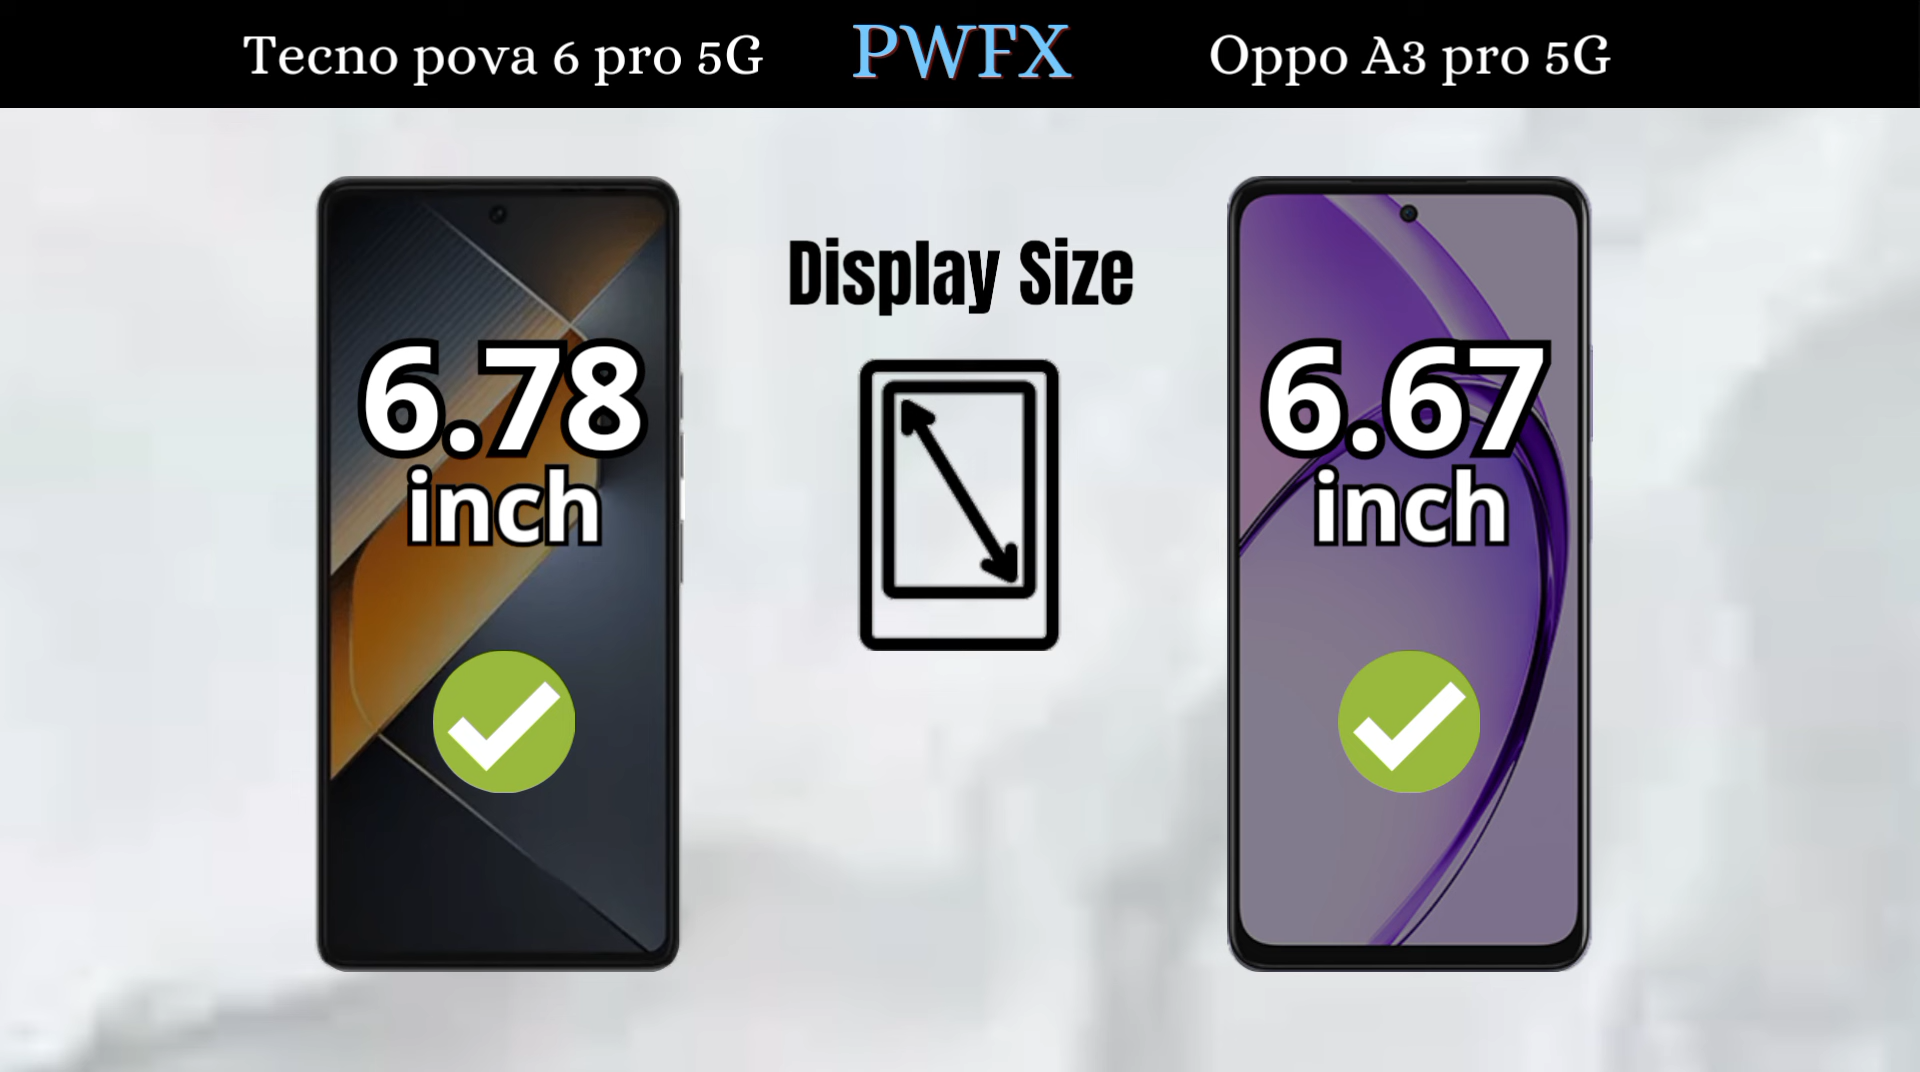 Tecno pova 6 pro 5G
PWFX
Oppo A3 pro 5G
Display Size
6.78
inch
6.67
inch